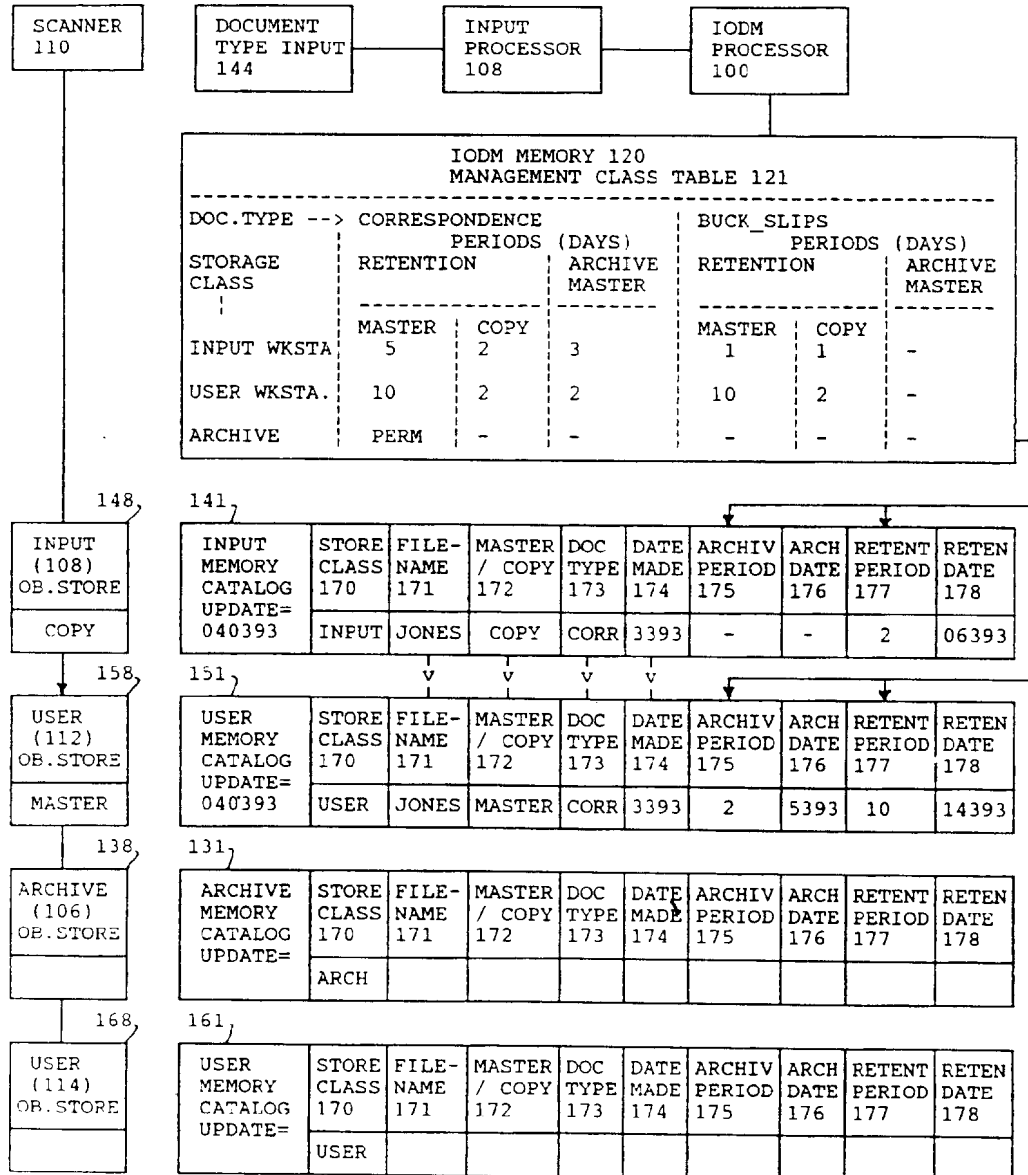 SCANNER
110
DOCUMENT
TYPE INPUT
144
INPUT
PROCESSOR
108
IODM
PROCESSOR
100
IODM MEMORY 120
MANAGEMENT CLASS TABLE 121
DOC.TYPE --> CORRESPONDENCE BUCK_SLIPS
PERIODS (DAYS) PERIODS (DAYS)
STORAGE RETENTION ARCHIVE RETENTION ARCHIVE
CLASS MASTER MASTER
MASTER COPY MASTER COPY
INPUT WKSTA 5 2 3 1 1 -
USER WKSTA. 10 2 2 10 2 -
ARCHIVE PERM - - - - -
148 141
INPUT
(108)
OB.STORE
COPY
INPUT STORE FILE- MASTER DOC DATE ARCHIV ARCH RETENT RETEN
MEMORY CLASS NAME / COPY TYPE MADE PERIOD DATE PERIOD DATE
CATALOG 170 171 172 173 174 175 176 177 178
UPDATE=
040393 INPUT JONES COPY CORR 3393 - - 2 06393
v v v v
158 151
USER
(112)
OB.STORE
MASTER
USER STORE FILE- MASTER DOC DATE ARCHIV ARCH RETENT RETEN
MEMORY CLASS NAME / COPY TYPE MADE PERIOD DATE PERIOD DATE
CATALOG 170 171 172 173 174 175 176 177 178
UPDATE=
040393 USER JONES MASTER CORR 3393 2 5393 10 14393
138 131
ARCHIVE
(106)
OB.STORE
ARCHIVE STORE FILE- MASTER DOC DATE ARCHIV ARCH RETENT RETEN
MEMORY CLASS NAME / COPY TYPE MADE PERIOD DATE PERIOD DATE
CATALOG 170 171 172 173 174 175 176 177 178
UPDATE=
ARCH
168 161
USER
(114)
OB.STORE
USER STORE FILE- MASTER DOC DATE ARCHIV ARCH RETENT RETEN
MEMORY CLASS NAME / COPY TYPE MADE PERIOD DATE PERIOD DATE
CATALOG 170 171 172 173 174 175 176 177 178
UPDATE=
USER